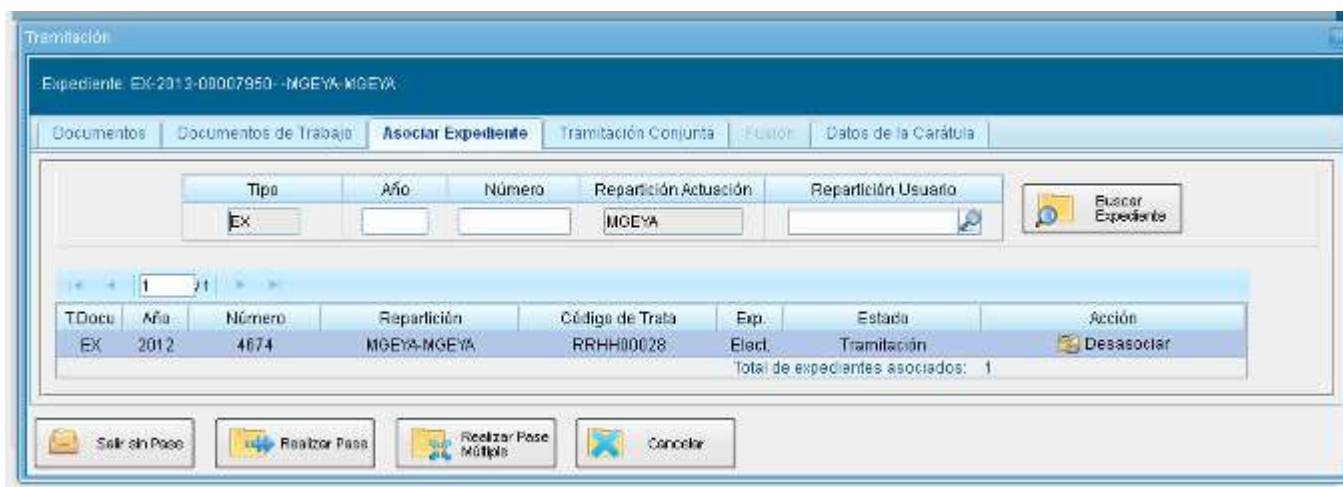 Tramitación
Expediente: EX-2013-00007950- -MGEYA-MGEYA
Documentos Documentos de Trabajo Asociar Expediente Tramitación Conjunta Fusión Datos de la Carátula
Tipo Año Número Repartición Actuación Repartición Usuario
EX MGEYA Buscar Expediente
1 /1
TDocu Año Número Repartición Código de Trata Exp. Estado Acción
EX 2012 4674 MGEYA-MGEYA RRHH00028 Elect. Tramitación Desasociar
Total de expedientes asociados: 1
Salir sin Pase Realizar Pase Realizar Pase Múltiple Cancelar